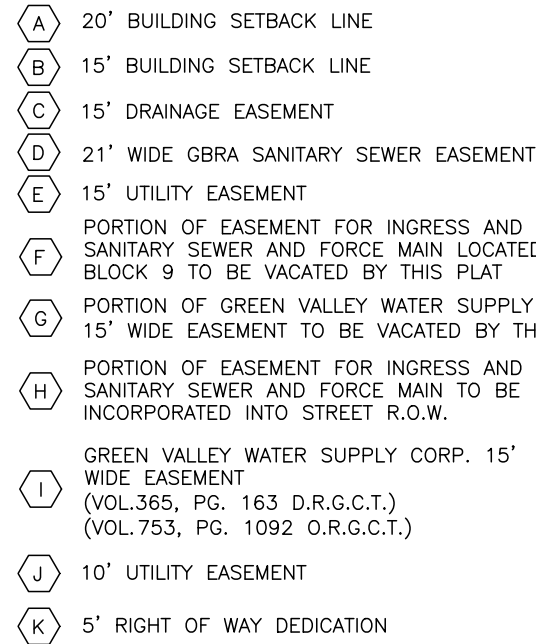 A 20' BUILDING SETBACK LINE
B 15' BUILDING SETBACK LINE
C 15' DRAINAGE EASEMENT
D 21' WIDE GBRA SANITARY SEWER EASEMENT
E 15' UTILITY EASEMENT
PORTION OF EASEMENT FOR INGRESS AND
F SANITARY SEWER AND FORCE MAIN LOCATED
BLOCK 9 TO BE VACATED BY THIS PLAT
G PORTION OF GREEN VALLEY WATER SUPPLY
15' WIDE EASEMENT TO BE VACATED BY
PORTION OF EASEMENT FOR INGRESS AND
H SANITARY SEWER AND FORCE MAIN TO BE
INCORPORATED INTO STREET R.O.W.
GREEN VALLEY WATER SUPPLY CORP. 15'
I WIDE EASEMENT
(VOL.365, PG. 163 D.R.G.C.T.)
(VOL.753, PG. 1092 O.R.G.C.T.)
J 10' UTILITY EASEMENT
K 5' RIGHT OF WAY DEDICATION